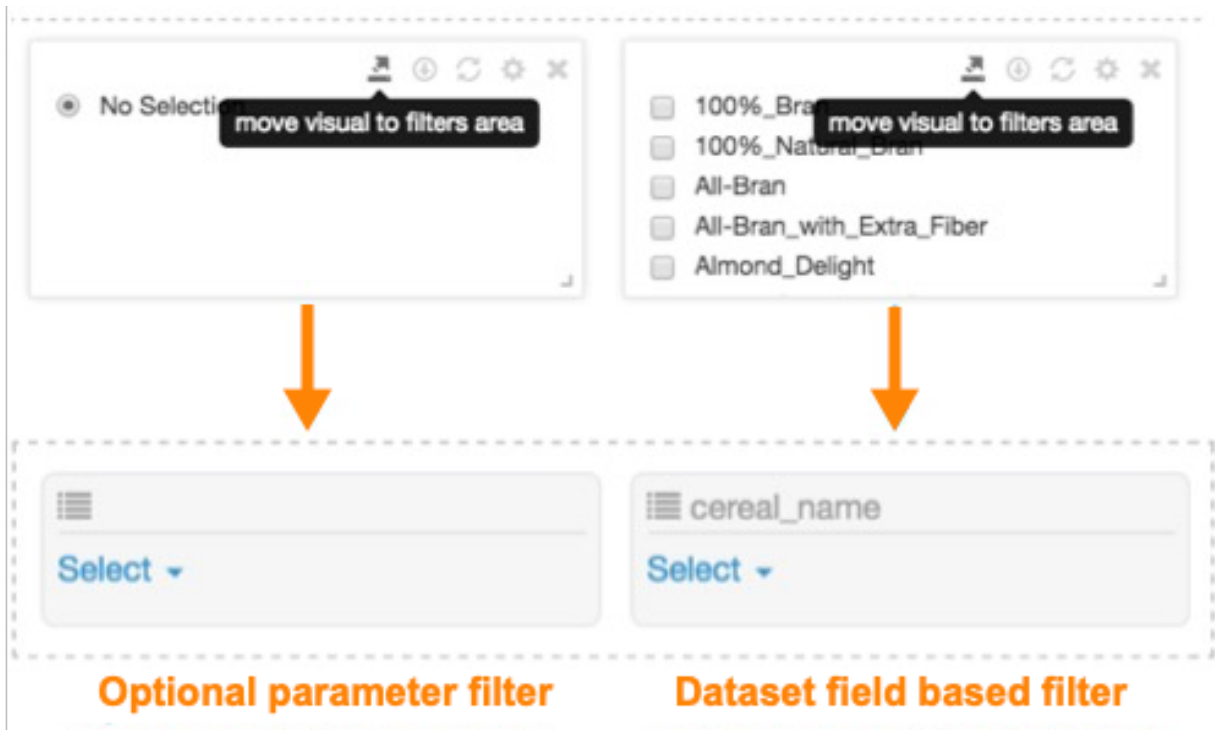 No Selection
move visual to filters area
100%_Bran
move visual to filters area
100%_Natural_Bran
All-Bran
All-Bran_with_Extra_Fiber
Almond_Delight
cereal_name
Select
Select
Optional parameter filter
Dataset field based filter